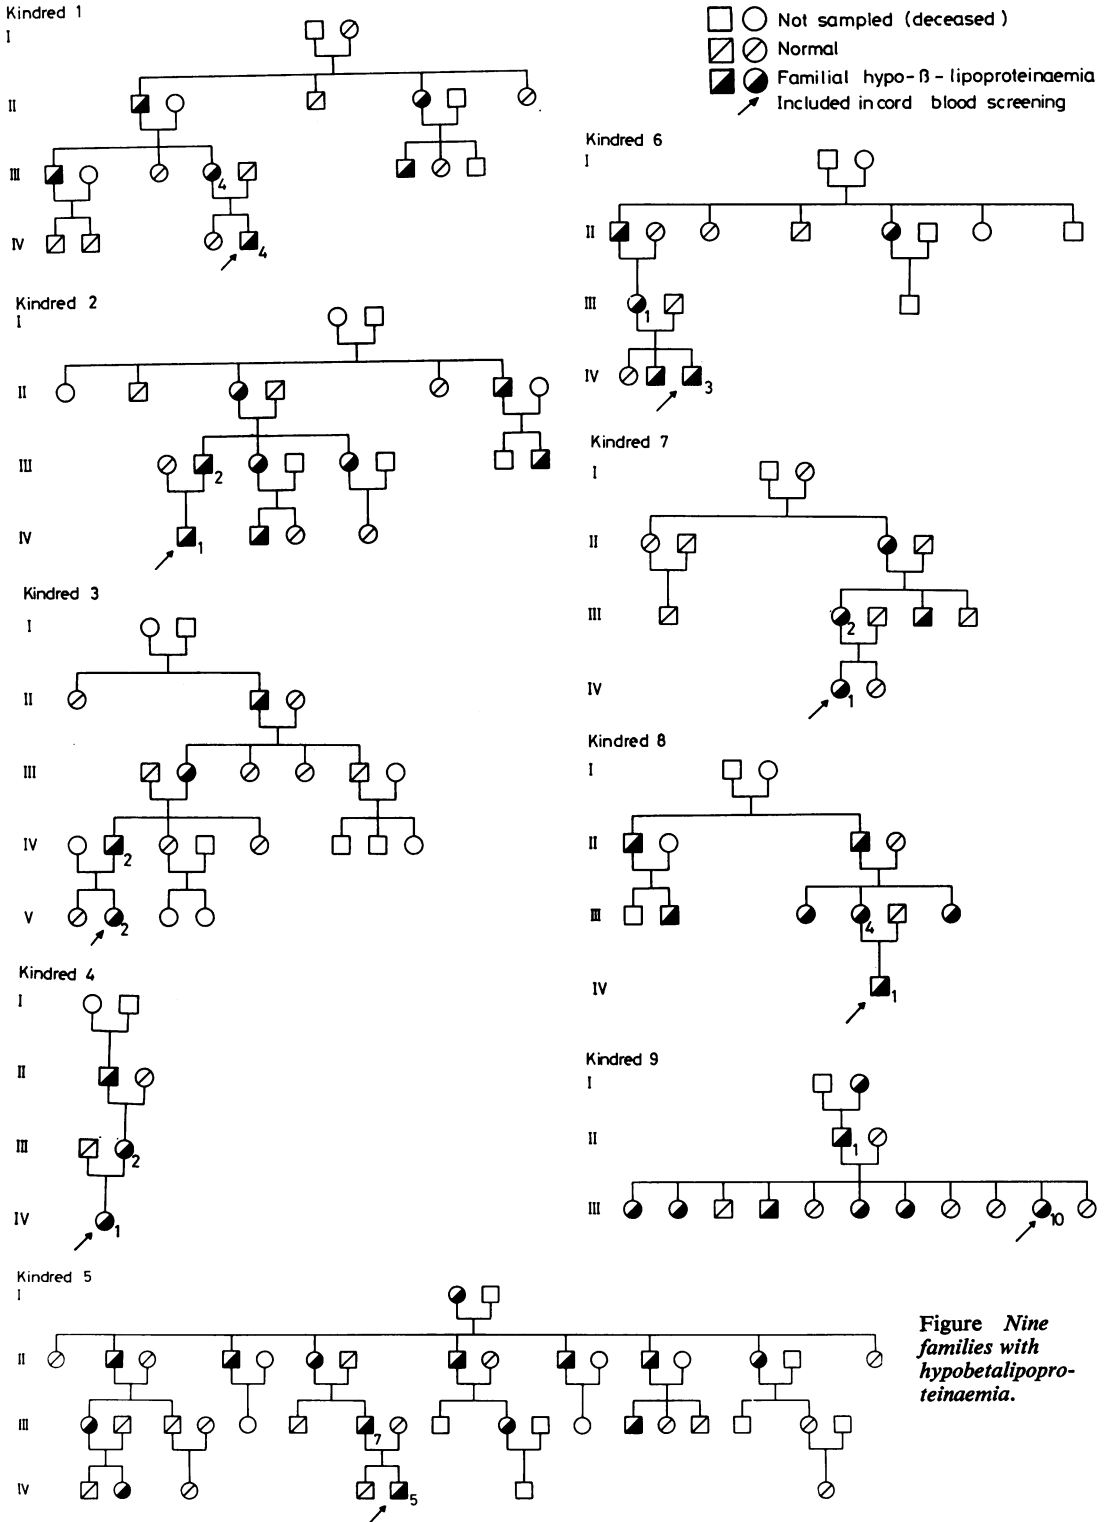 Kindred 1
I
II
III
4
IV
4
Not sampled (deceased)
Normal
Familial hypo-ß-lipoproteinaemia
Included in cord blood screening
Kindred 2
I
II
III
2
IV
1
Kindred 3
I
II
III
IV
2
V
2
Kindred 4
I
II
III
2
IV
1
Kindred 5
I
II
III
7
IV
5
Kindred 6
I
II
III
1
IV
3
Kindred 7
I
II
III
2
IV
1
Kindred 8
I
II
III
4
IV
1
Kindred 9
I
II
1
III
10
Figure Nine
families with
hypobetalipopro-
teinaemia.